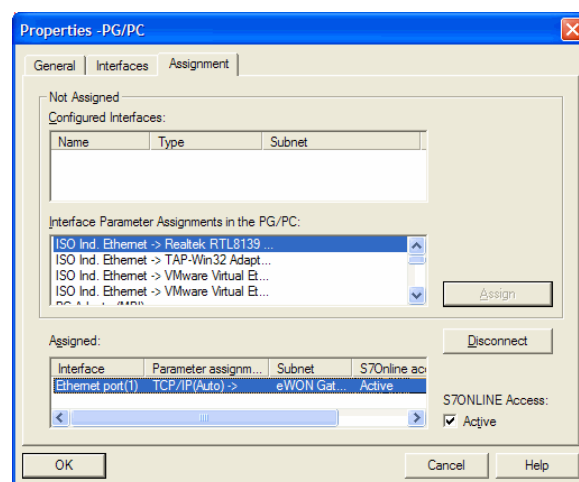 Properties -PG/PC
General Interfaces Assignment
Not Assigned
Configured Interfaces:
Name Type Subnet
Interface Parameter Assignments in the PG/PC:
ISO Ind. Ethernet -> Realtek RTL8139 ...
ISO Ind. Ethernet -> TAP-Win32 Adapt...
ISO Ind. Ethernet -> VMware Virtual Et...
ISO Ind. Ethernet -> VMware Virtual Et...
Assign
Assigned:
Disconnect
Interface Parameter assignm... Subnet S7Online acc
Ethernet port(1) TCP/IP(Auto) -> eWON Gat... Active
S7ONLINE Access:
Active
OK Cancel Help